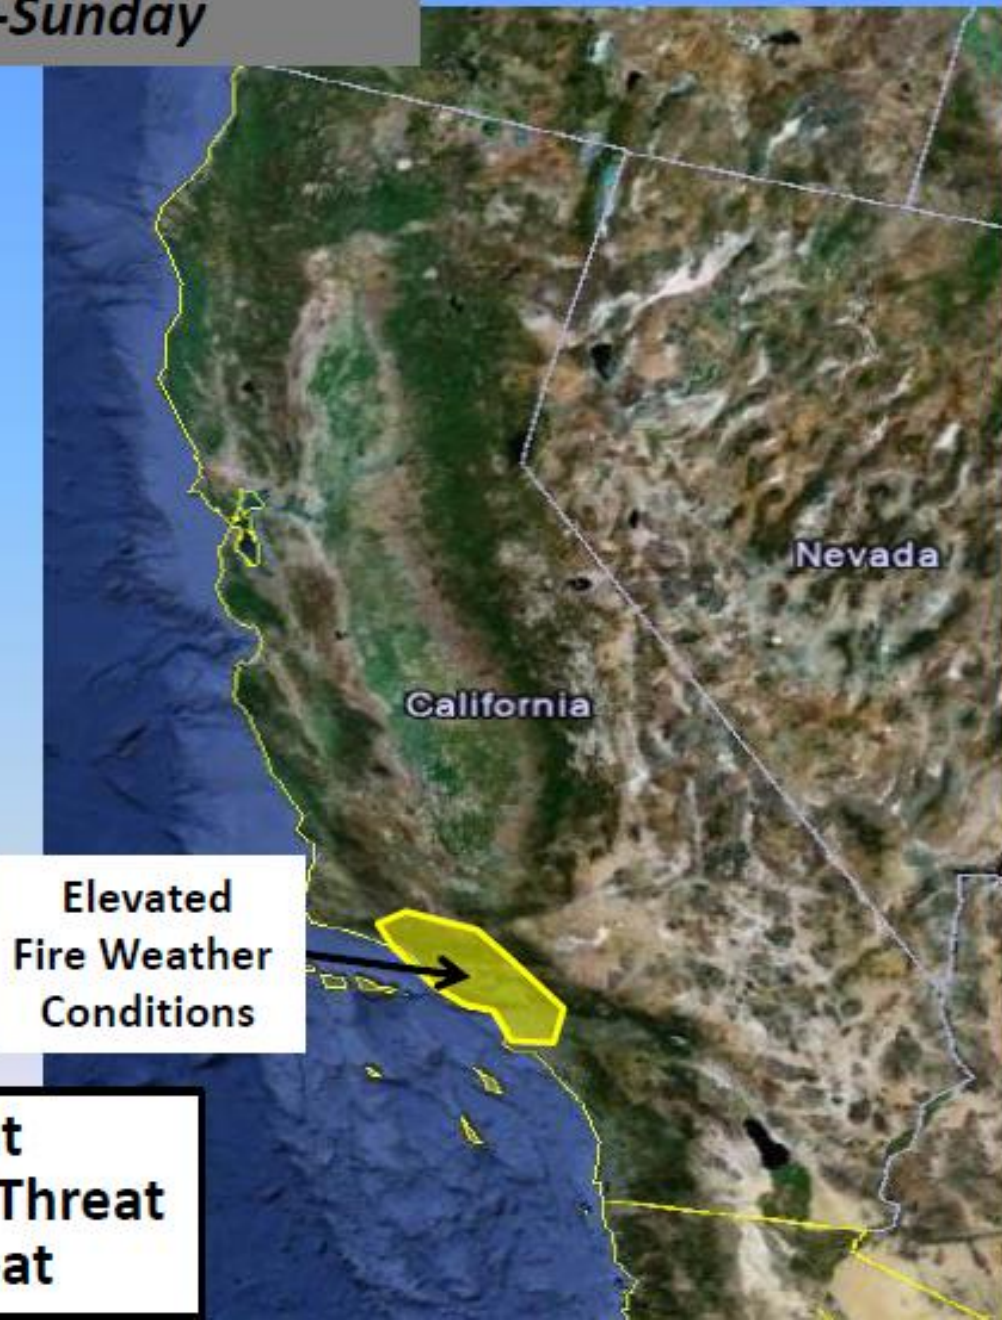 -Sunday
Nevada
California
Elevated
Fire Weather
Conditions
t
Threat
at